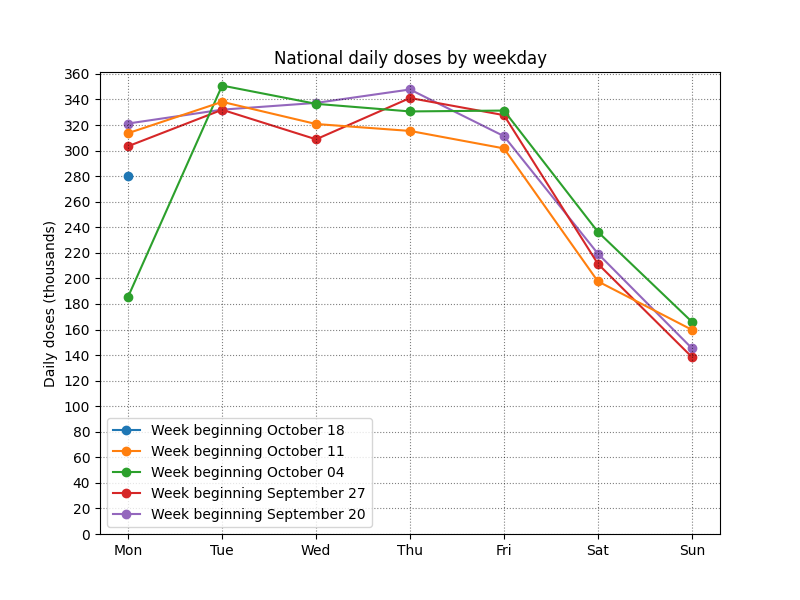 National daily doses by weekday
Daily doses (thousands)
360
340
320
300
280
260
240
220
200
180
160
140
120
100
80
60
40
20
0
Week beginning October 18
Week beginning October 11
Week beginning October 04
Week beginning September 27
Week beginning September 20
Mon Tue Wed Thu Fri Sat Sun